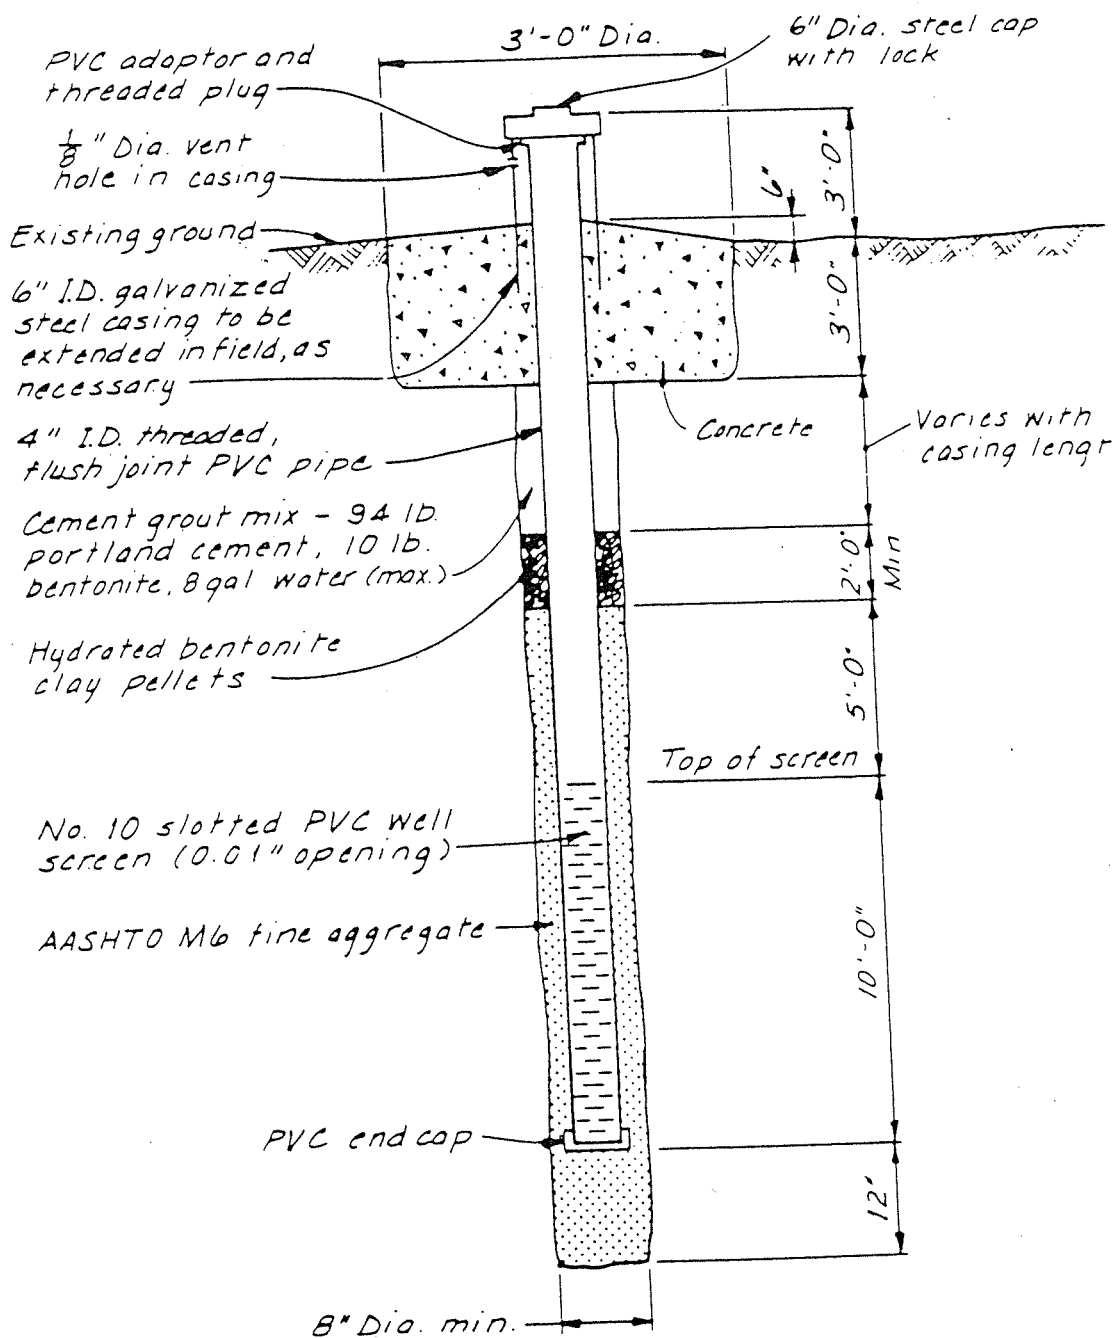 3'-0" Dia.
6" Dia. steel cap
with lock
PVC adaptor and
threaded plug
1/8" Dia. vent
hole in casing
3'-0"
6"
Existing ground
6" I.D. galvanized
steel casing to be
extended in field, as
necessary
3'-0"
Concrete
Varies with
casing lengt
4" I.D. threaded,
flush joint PVC pipe
Cement grout mix - 94 lb.
portland cement, 10 lb.
bentonite, 8 gal water (max.)
2'-0"
Min
Hydrated bentonite
clay pellets
5'-0"
Top of screen
No. 10 slotted PVC well
screen (0.01" opening)
AASHTO M6 fine aggregate
10'-0"
PVC end cap
12"
8" Dia. min.